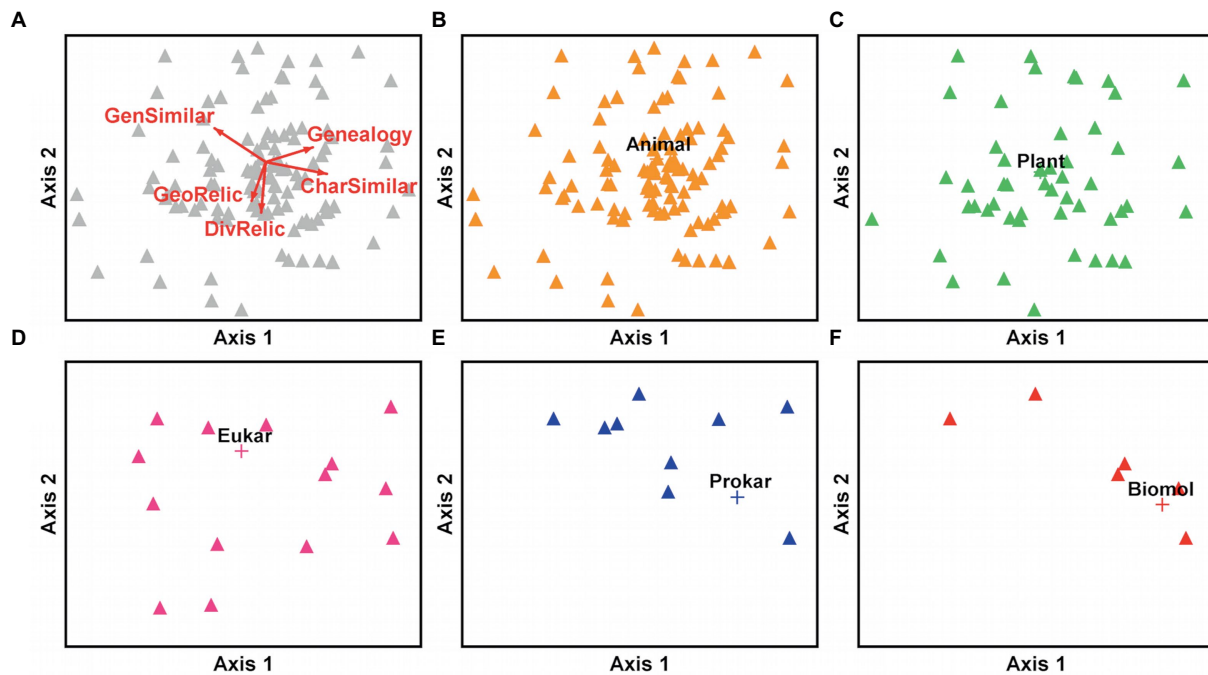 A
B
C
Axis 2
GenSimilar
Genealogy
CharSimilar
GeoRelic
DivRelic
Axis 1
Axis 2
Animal
Axis 1
Axis 2
Plant
Axis 1
D
E
F
Axis 2
Eukar
Axis 1
Axis 2
Prokar
Axis 1
Axis 2
Biomol
Axis 1